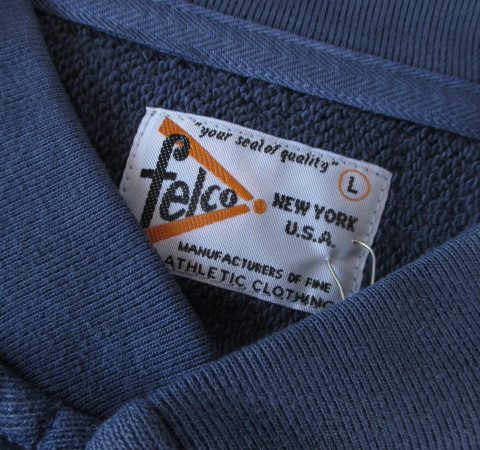 "your seal of quality"
L
felco
NEW YORK
U.S.A.
MANUFACTURERS OF FINE
ATHLETIC CLOTHING